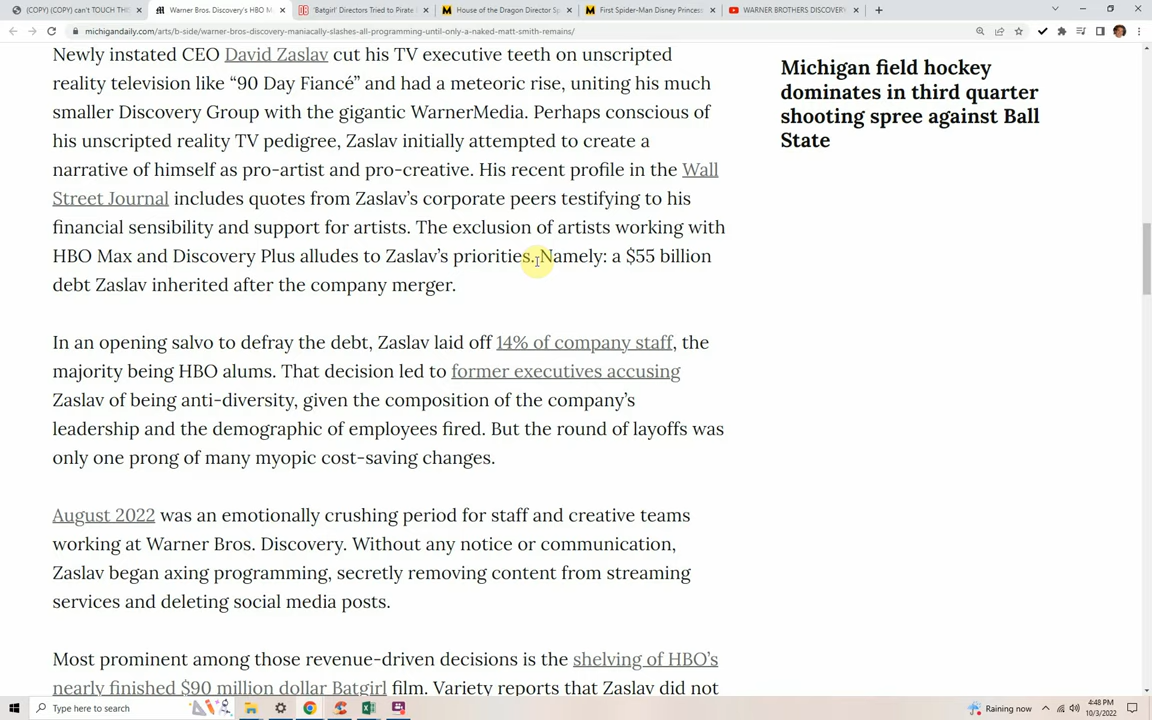 (COPY) (COPY) can't TOUCH THIS
Warner Bros. Discovery's HBO M
'Batgirl' Directors Tried to Pirate
House of the Dragon Director Sp
First Spider-Man Disney Princess
WARNER BROTHERS DISCOVERY
michigandaily.com/arts/b-side/warner-bros-discovery-maniacally-slashes-all-programming-until-only-a-naked-matt-smith-remains/
Newly instated CEO David Zaslav cut his TV executive teeth on unscripted
reality television like “90 Day Fiancé” and had a meteoric rise, uniting his much
smaller Discovery Group with the gigantic WarnerMedia. Perhaps conscious of
his unscripted reality TV pedigree, Zaslav initially attempted to create a
narrative of himself as pro-artist and pro-creative. His recent profile in the Wall
Street Journal includes quotes from Zaslav’s corporate peers testifying to his
financial sensibility and support for artists. The exclusion of artists working with
HBO Max and Discovery Plus alludes to Zaslav’s priorities. Namely: a $55 billion
debt Zaslav inherited after the company merger.
In an opening salvo to defray the debt, Zaslav laid off 14% of company staff, the
majority being HBO alums. That decision led to former executives accusing
Zaslav of being anti-diversity, given the composition of the company’s
leadership and the demographic of employees fired. But the round of layoffs was
only one prong of many myopic cost-saving changes.
August 2022 was an emotionally crushing period for staff and creative teams
working at Warner Bros. Discovery. Without any notice or communication,
Zaslav began axing programming, secretly removing content from streaming
services and deleting social media posts.
Most prominent among those revenue-driven decisions is the shelving of HBO’s
nearly finished $90 million dollar Batgirl film. Variety reports that Zaslav did not
Michigan field hockey
dominates in third quarter
shooting spree against Ball
State
Type here to search
Raining now
4:48 PM
10/3/2022